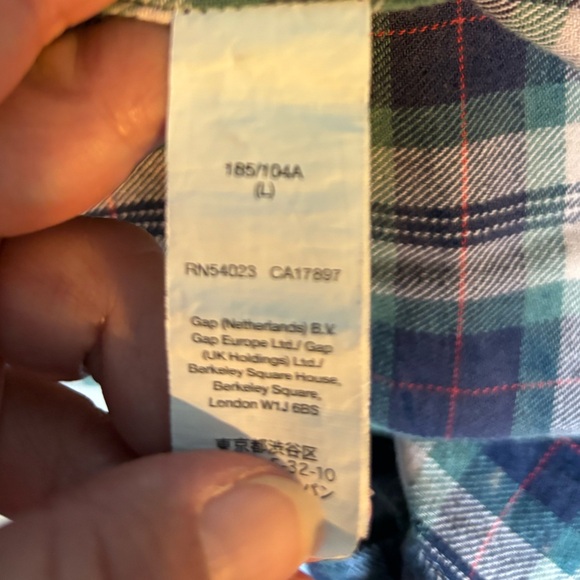 185/104A
(L)
RN54023 CA17897
Gap (Netherlands) B.V.
Gap Europe Ltd./ Gap
(UK Holdings) Ltd./
Berkeley Square House,
Berkeley Square,
London W1J 6BS
東京都渋谷区
-32-10
パン